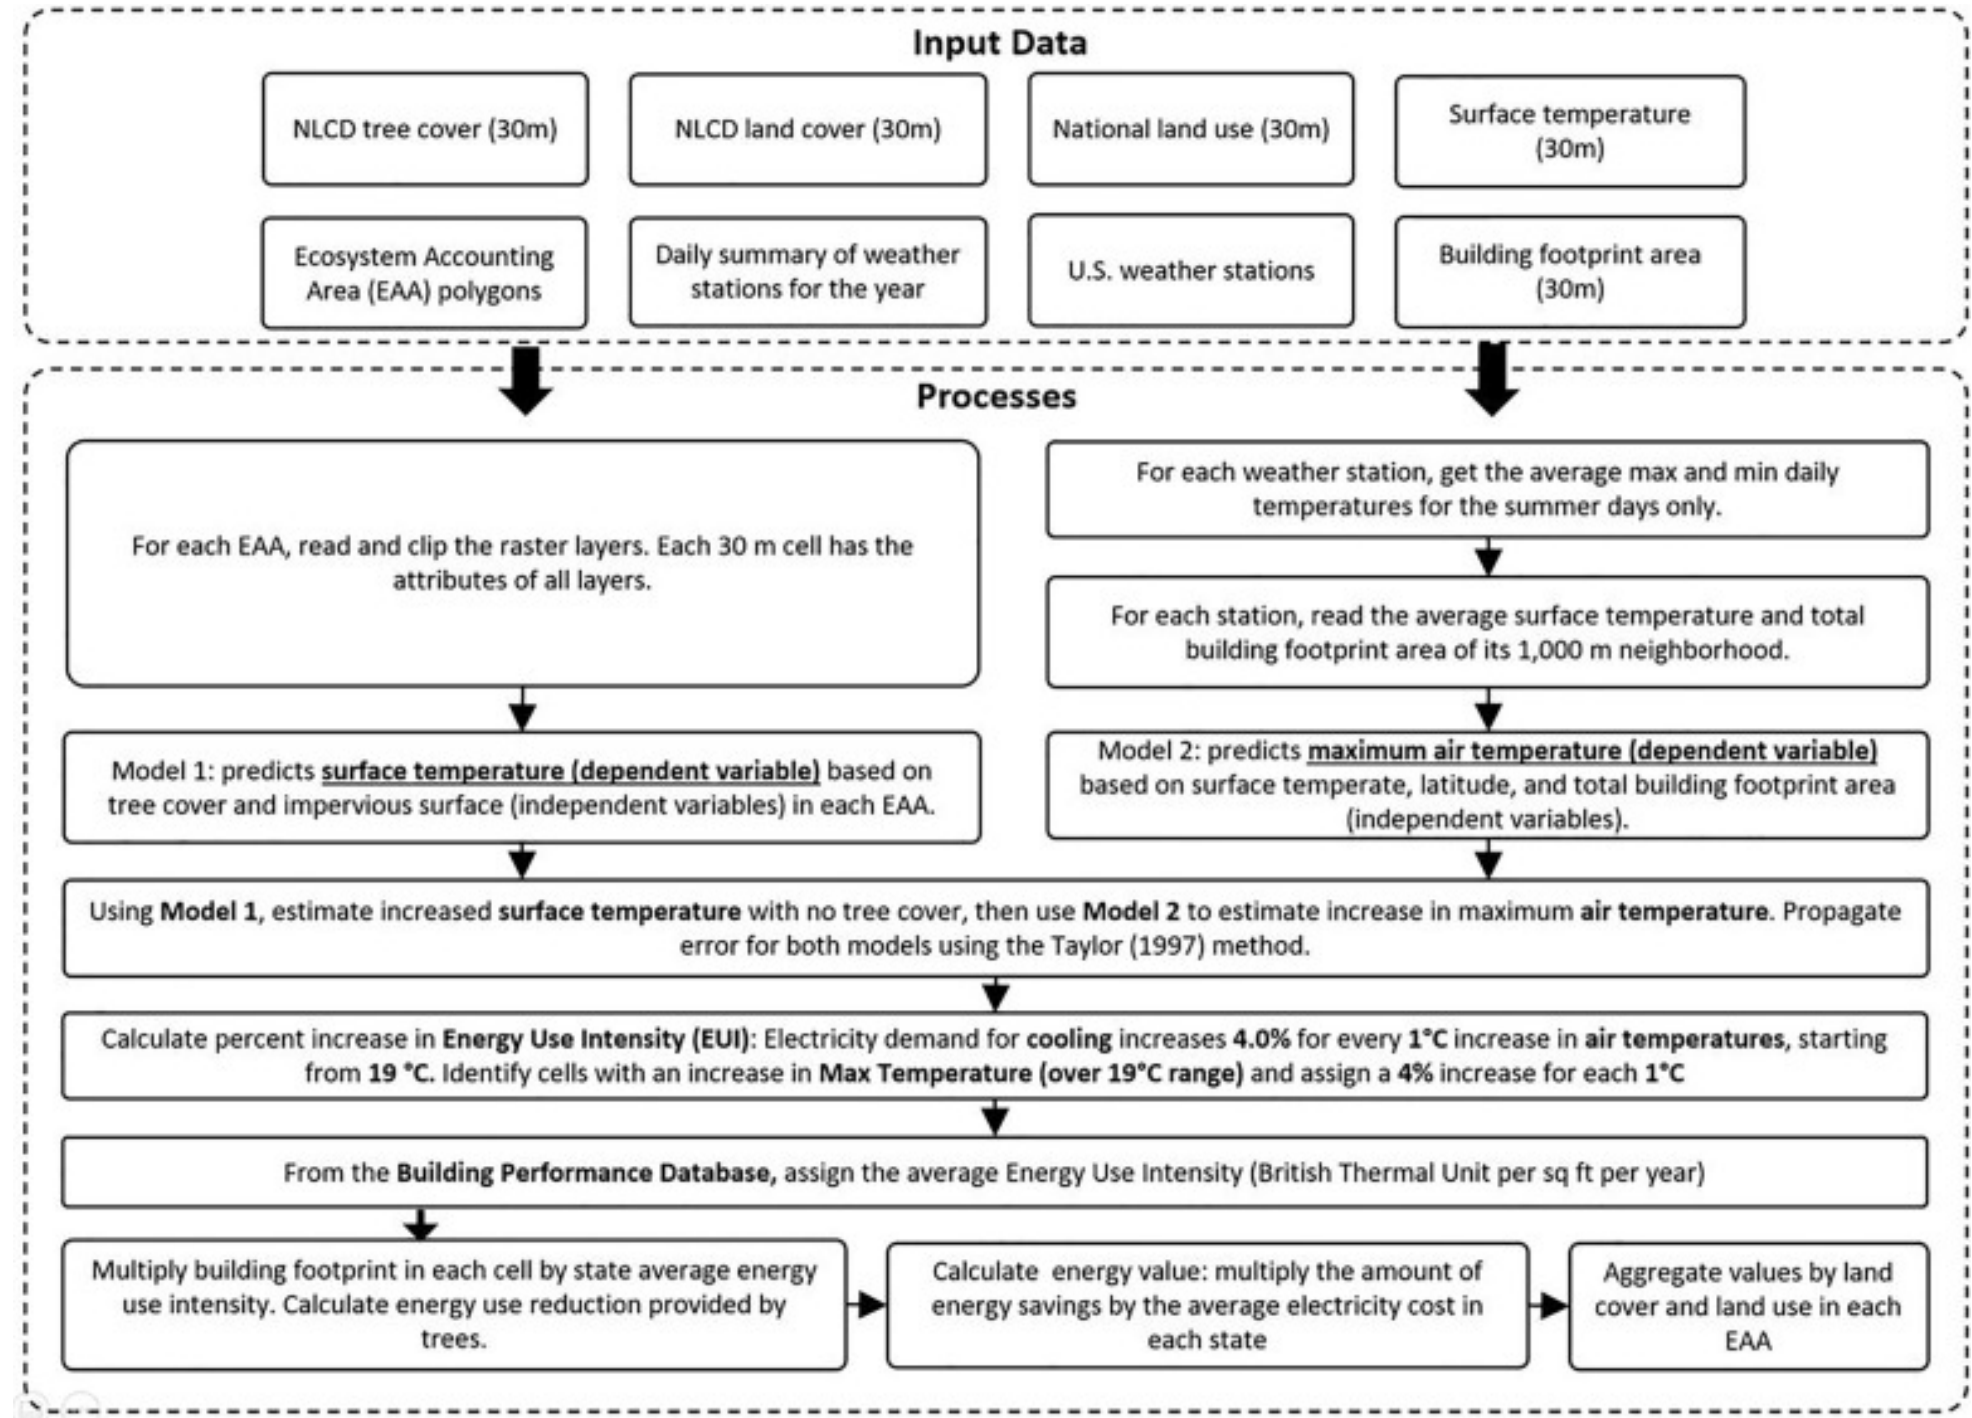 Input Data
NLCD tree cover (30m)
NLCD land cover (30m)
National land use (30m)
Surface temperature
(30m)
Ecosystem Accounting
Area (EAA) polygons
Daily summary of weather
stations for the year
U.S. weather stations
Building footprint area
(30m)
Processes
For each EAA, read and clip the raster layers. Each 30 m cell has the
attributes of all layers.
For each weather station, get the average max and min daily
temperatures for the summer days only.
For each station, read the average surface temperature and total
building footprint area of its 1,000 m neighborhood.
Model 1: predicts surface temperature (dependent variable) based on
tree cover and impervious surface (independent variables) in each EAA.
Model 2: predicts maximum air temperature (dependent variable)
based on surface temperate, latitude, and total building footprint area
(independent variables).
Using Model 1, estimate increased surface temperature with no tree cover, then use Model 2 to estimate increase in maximum air temperature. Propagate
error for both models using the Taylor (1997) method.
Calculate percent increase in Energy Use Intensity (EUI): Electricity demand for cooling increases 4.0% for every 1°C increase in air temperatures, starting
from 19 °C. Identify cells with an increase in Max Temperature (over 19°C range) and assign a 4% increase for each 1°C
From the Building Performance Database, assign the average Energy Use Intensity (British Thermal Unit per sq ft per year)
Multiply building footprint in each cell by state average energy
use intensity. Calculate energy use reduction provided by
trees.
Calculate energy value: multiply the amount of
energy savings by the average electricity cost in
each state
Aggregate values by land
cover and land use in each
EAA